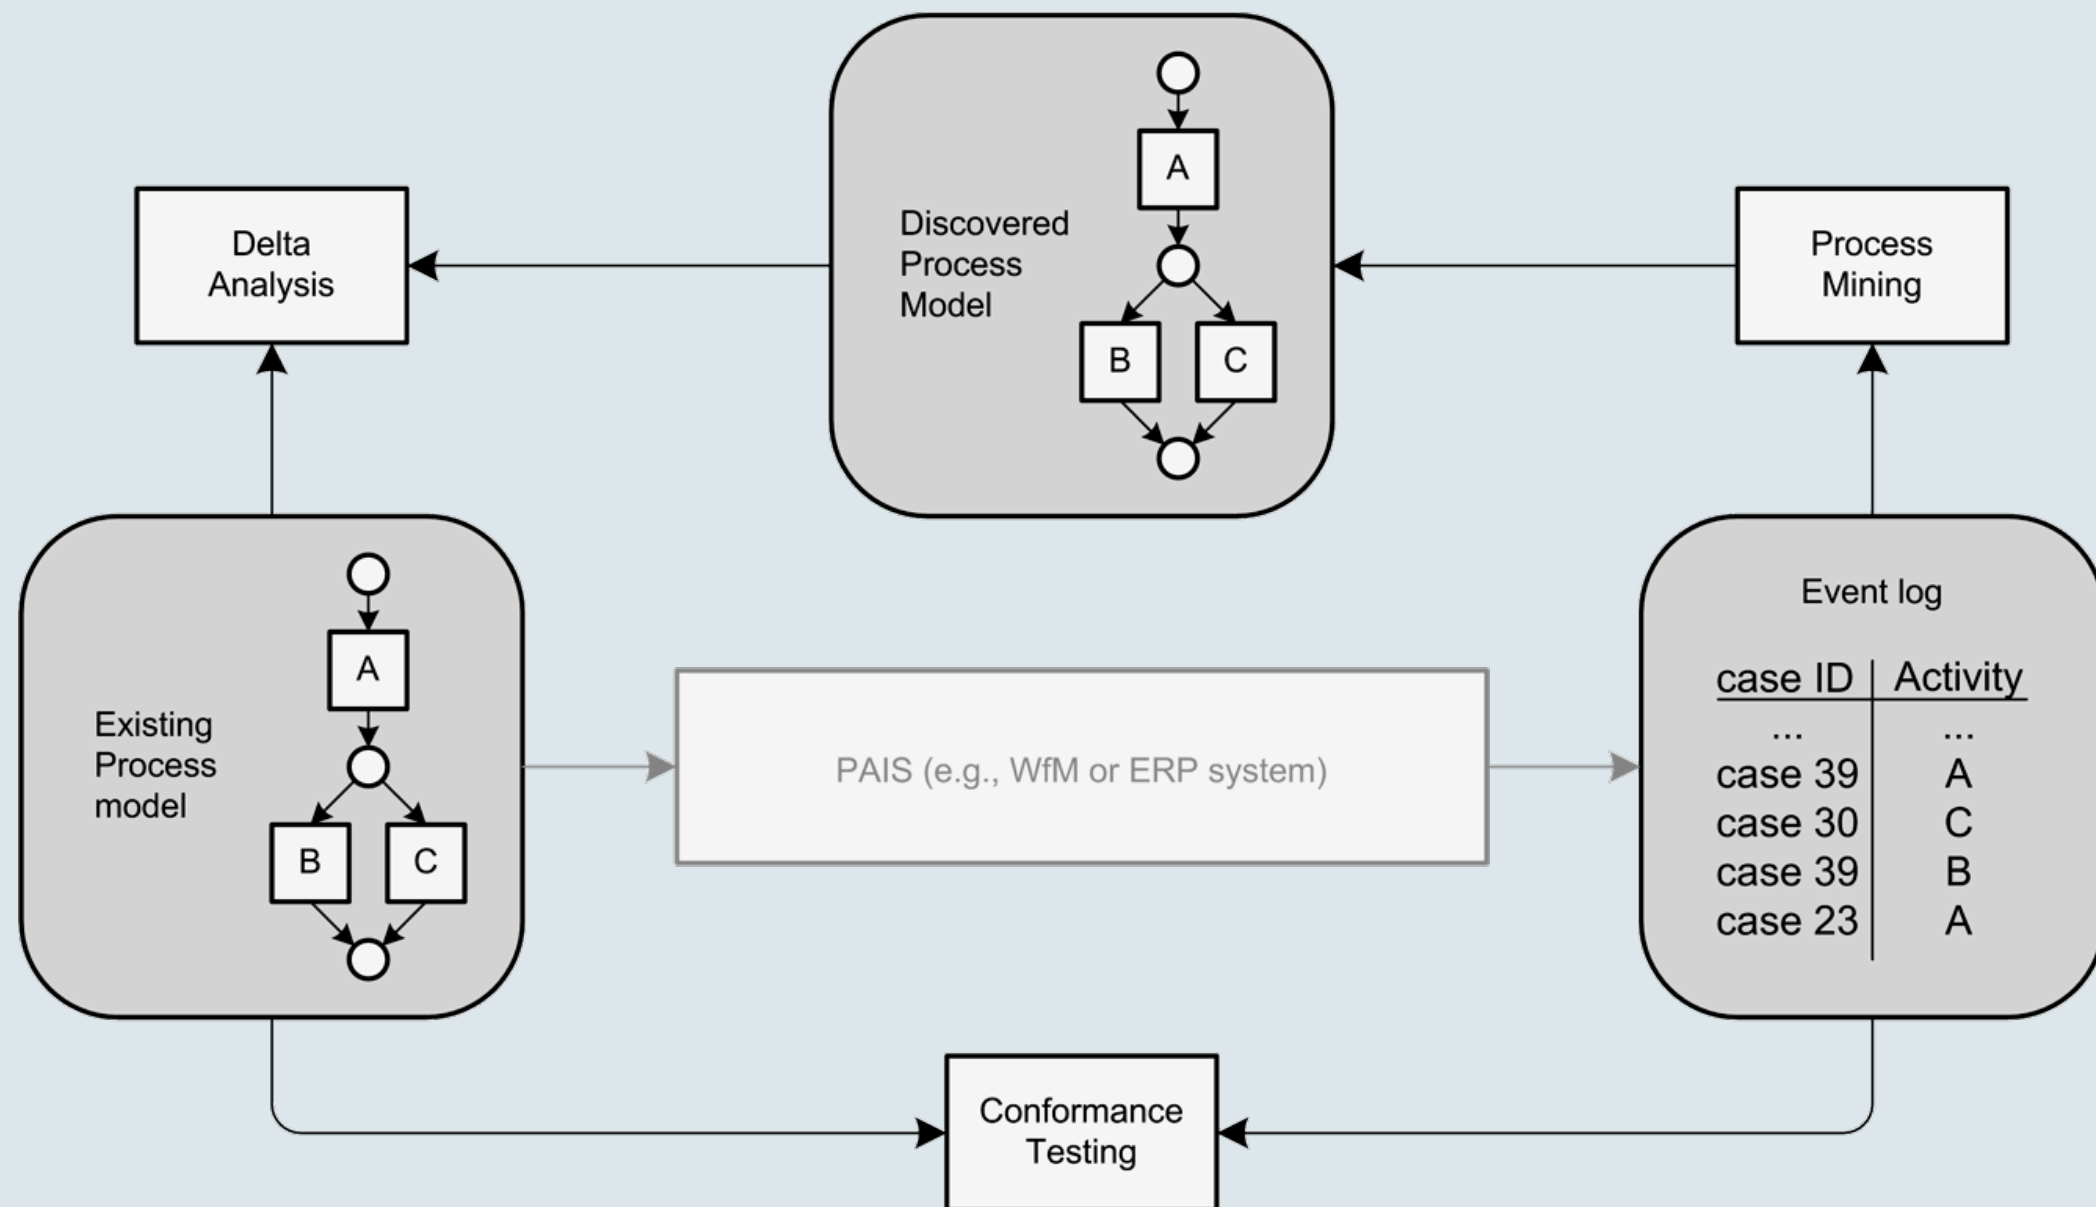 A
Discovered
Process
Model
B
C
Delta
Analysis
Process
Mining
Existing
Process
model
A
B
C
PAIS (e.g., WfM or ERP system)
Event log
case ID Activity
... ...
case 39 A
case 30 C
case 39 B
case 23 A
Conformance
Testing